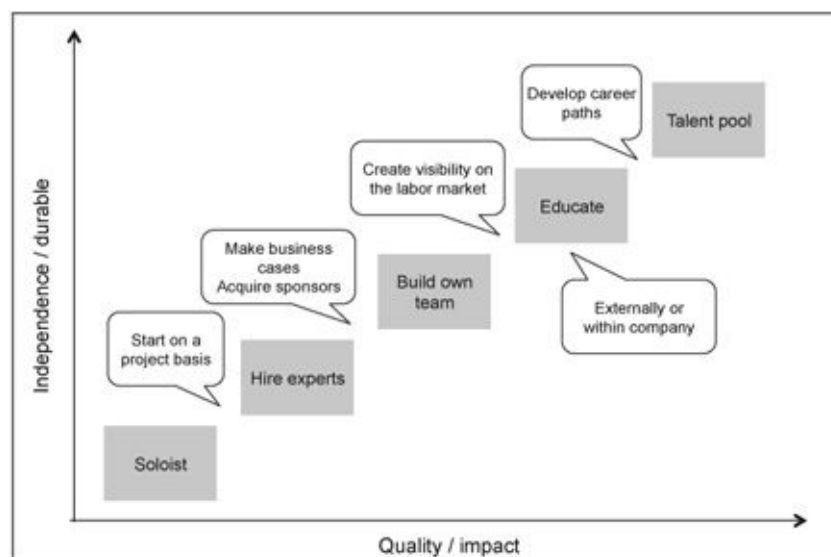 Independence / durable
Develop career
paths
Talent pool
Create visibility on
the labor market
Educate
Make business
cases
Acquire sponsors
Build own
team
Externally or
within company
Start on a
project basis
Hire experts
Soloist
Quality / impact